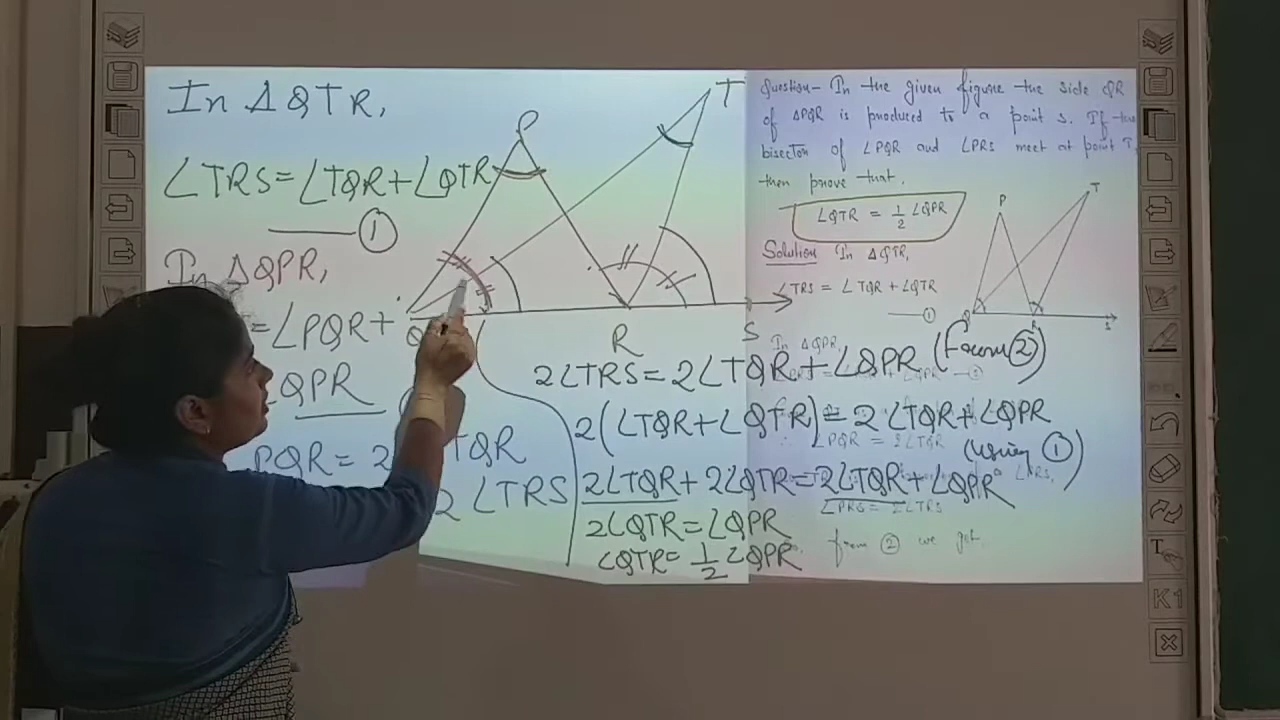 In ΔQTR,
∠TRS=∠TQR+∠QTR
①
In ΔQPR,
=∠PQR+
QPR
PQR= 2 TQR
2 ∠TRS
P
T
Q
R
S
2∠TRS=2∠TQR+∠QPR (from ②)
2(∠TQR+∠QTR)=2∠TQR+∠QPR
(using ①)
2∠TQR+2∠QTR=2∠TQR+∠QPR
2∠QTR=∠QPR
∠QTR=1/2∠QPR
Question- In the given figure the side QR
of ΔPQR is produced to a point S. If the
bisector of ∠PQR and ∠PRS meet at point T,
then prove that.
∠QTR = 1/2 ∠QPR
Solution In ΔQTR,
∠TRS = ∠TQR + ∠QTR
①
P
T
Q
R
S
In ΔQPR,
∠QPR ②
∠PQR = 2∠TQR
∠PRS = 2∠TRS
from ② we get
T
K1